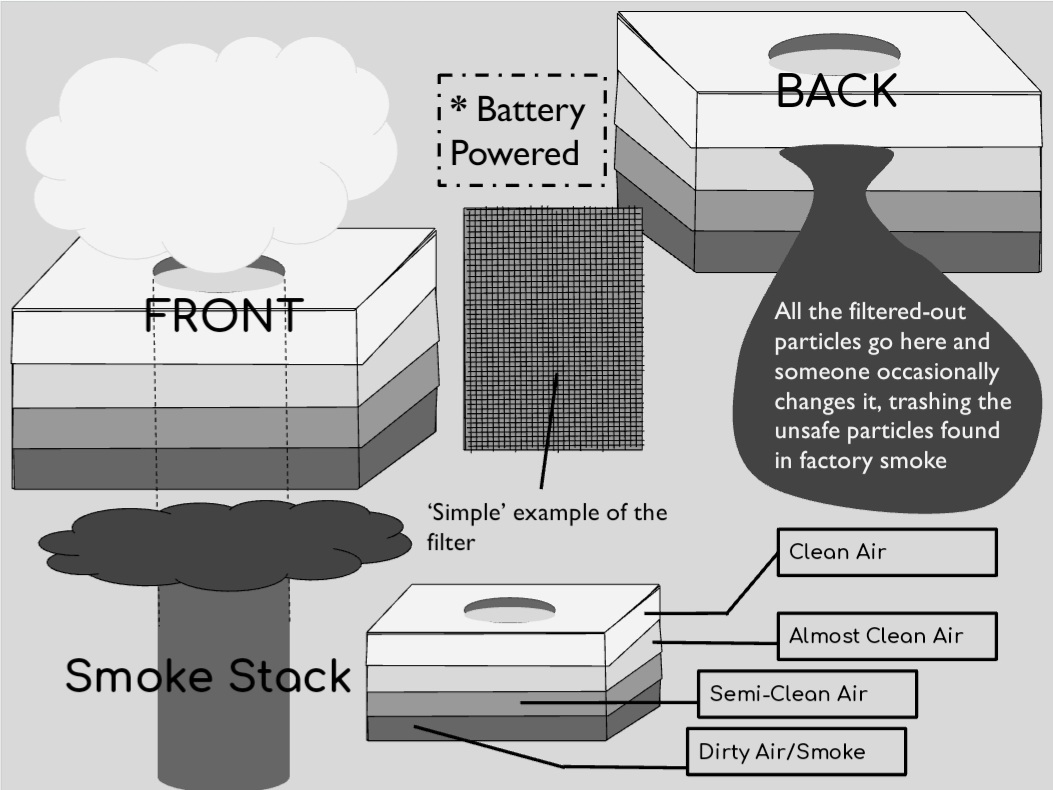 BACK
* Battery
Powered
FRONT
All the filtered-out
particles go here and
someone occasionally
changes it, trashing the
unsafe particles found
in factory smoke
‘Simple’ example of the
filter
Clean Air
Almost Clean Air
Smoke Stack
Semi-Clean Air
Dirty Air/Smoke